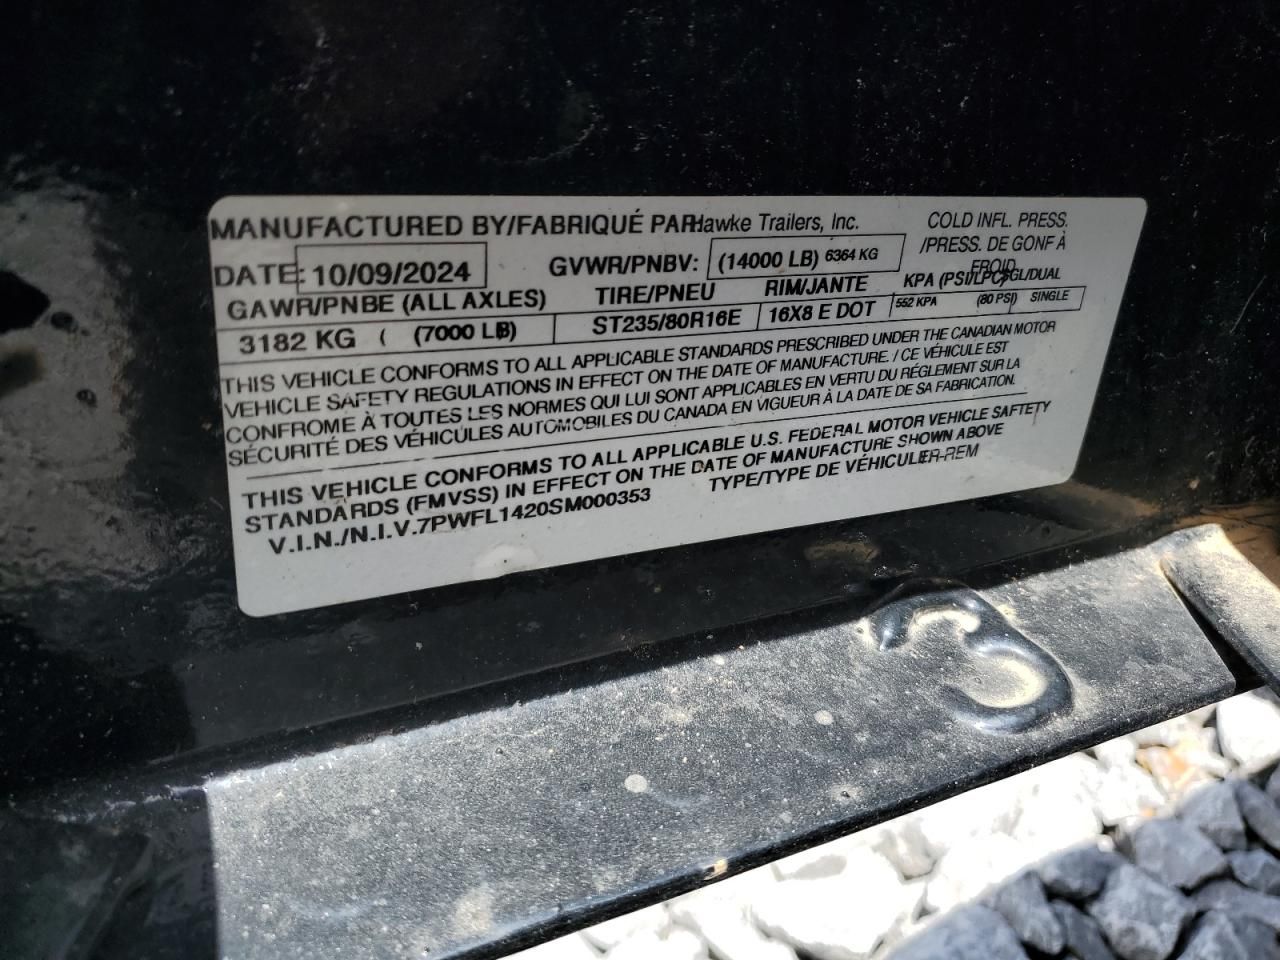 MANUFACTURED BY/FABRIQUÉ PAR Hawke Trailers, Inc.
COLD INFL. PRESS.
/PRESS. DE GONF À
FROID
DATE: 10/09/2024 GVWR/PNBV: (14000 LB) 6364 KG
GAWR/PNBE (ALL AXLES) TIRE/PNEU RIM/JANTE KPA (PSI/LPC) SGL/DUAL
3182 KG ( (7000 LB) ST235/80R16E 16X8 E DOT 552 KPA (80 PSI) SINGLE
THIS VEHICLE CONFORMS TO ALL APPLICABLE STANDARDS PRESCRIBED UNDER THE CANADIAN MOTOR
VEHICLE SAFETY REGULATIONS IN EFFECT ON THE DATE OF MANUFACTURE. / CE VÉHICULE EST
CONFROME À TOUTES LES NORMES QUI LUI SONT APPLICABLES EN VERTU DU RÉGLEMENT SUR LA
SÉCURITÉ DES VÉHICULES AUTOMOBILES DU CANADA EN VIGUEUR À LA DATE DE SA FABRICATION.
THIS VEHICLE CONFORMS TO ALL APPLICABLE U.S. FEDERAL MOTOR VEHICLE SAFTETY
STANDARDS (FMVSS) IN EFFECT ON THE DATE OF MANUFACTURE SHOWN ABOVE
V.I.N./N.I.V.7PWFL1420SM000353 TYPE/TYPE DE VÉHICULE R-REM
3